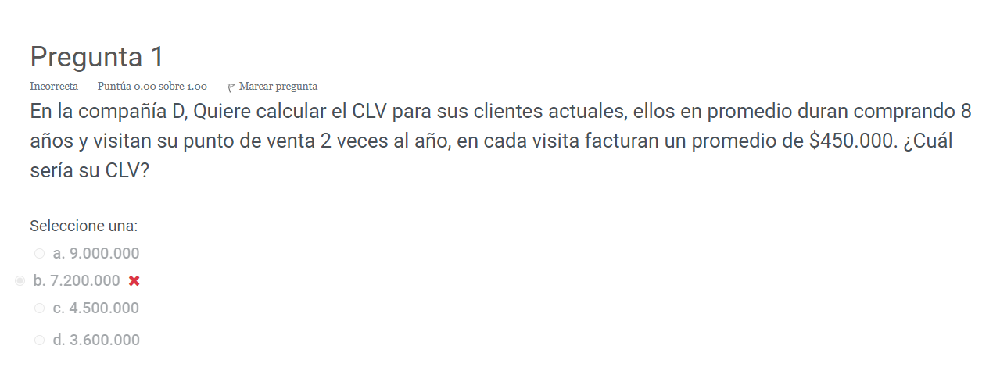 Pregunta 1
Incorrecta Puntúa 0.00 sobre 1.00 Marcar pregunta
En la compañía D, Quiere calcular el CLV para sus clientes actuales, ellos en promedio duran comprando 8
años y visitan su punto de venta 2 veces al año, en cada visita facturan un promedio de $450.000. ¿Cuál
sería su CLV?
Seleccione una:
a. 9.000.000
b. 7.200.000
c. 4.500.000
d. 3.600.000